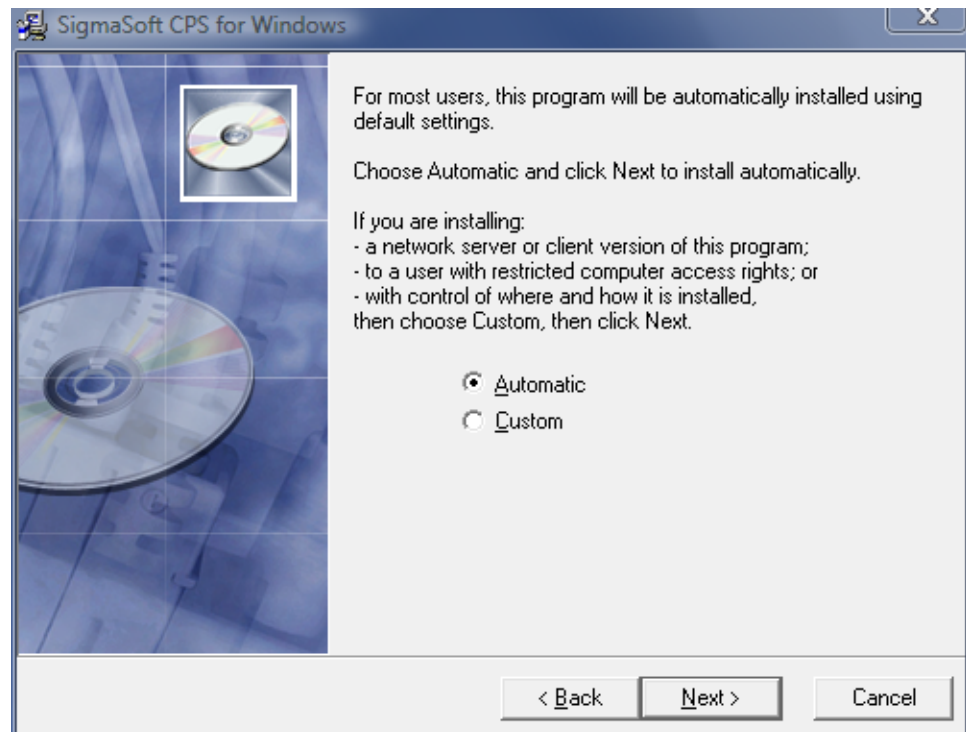 SigmaSoft CPS for Windows
X
For most users, this program will be automatically installed using
default settings.
Choose Automatic and click Next to install automatically.
If you are installing:
- a network server or client version of this program;
- to a user with restricted computer access rights; or
- with control of where and how it is installed,
then choose Custom, then click Next.
Automatic
Custom
< Back
Next >
Cancel